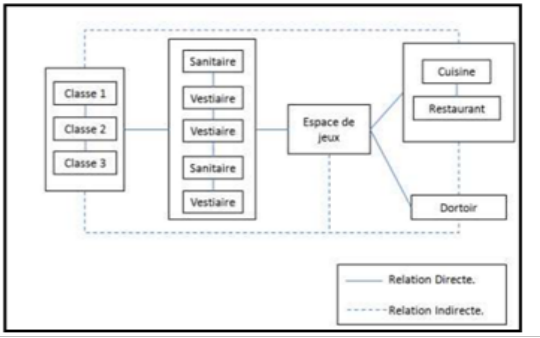 Classe 1
Classe 2
Classe 3
Sanitaire
Vestiaire
Vestiaire
Sanitaire
Vestiaire
Espace de
jeux
Cuisine
Restaurant
Dortoir
Relation Directe.
Relation Indirecte.